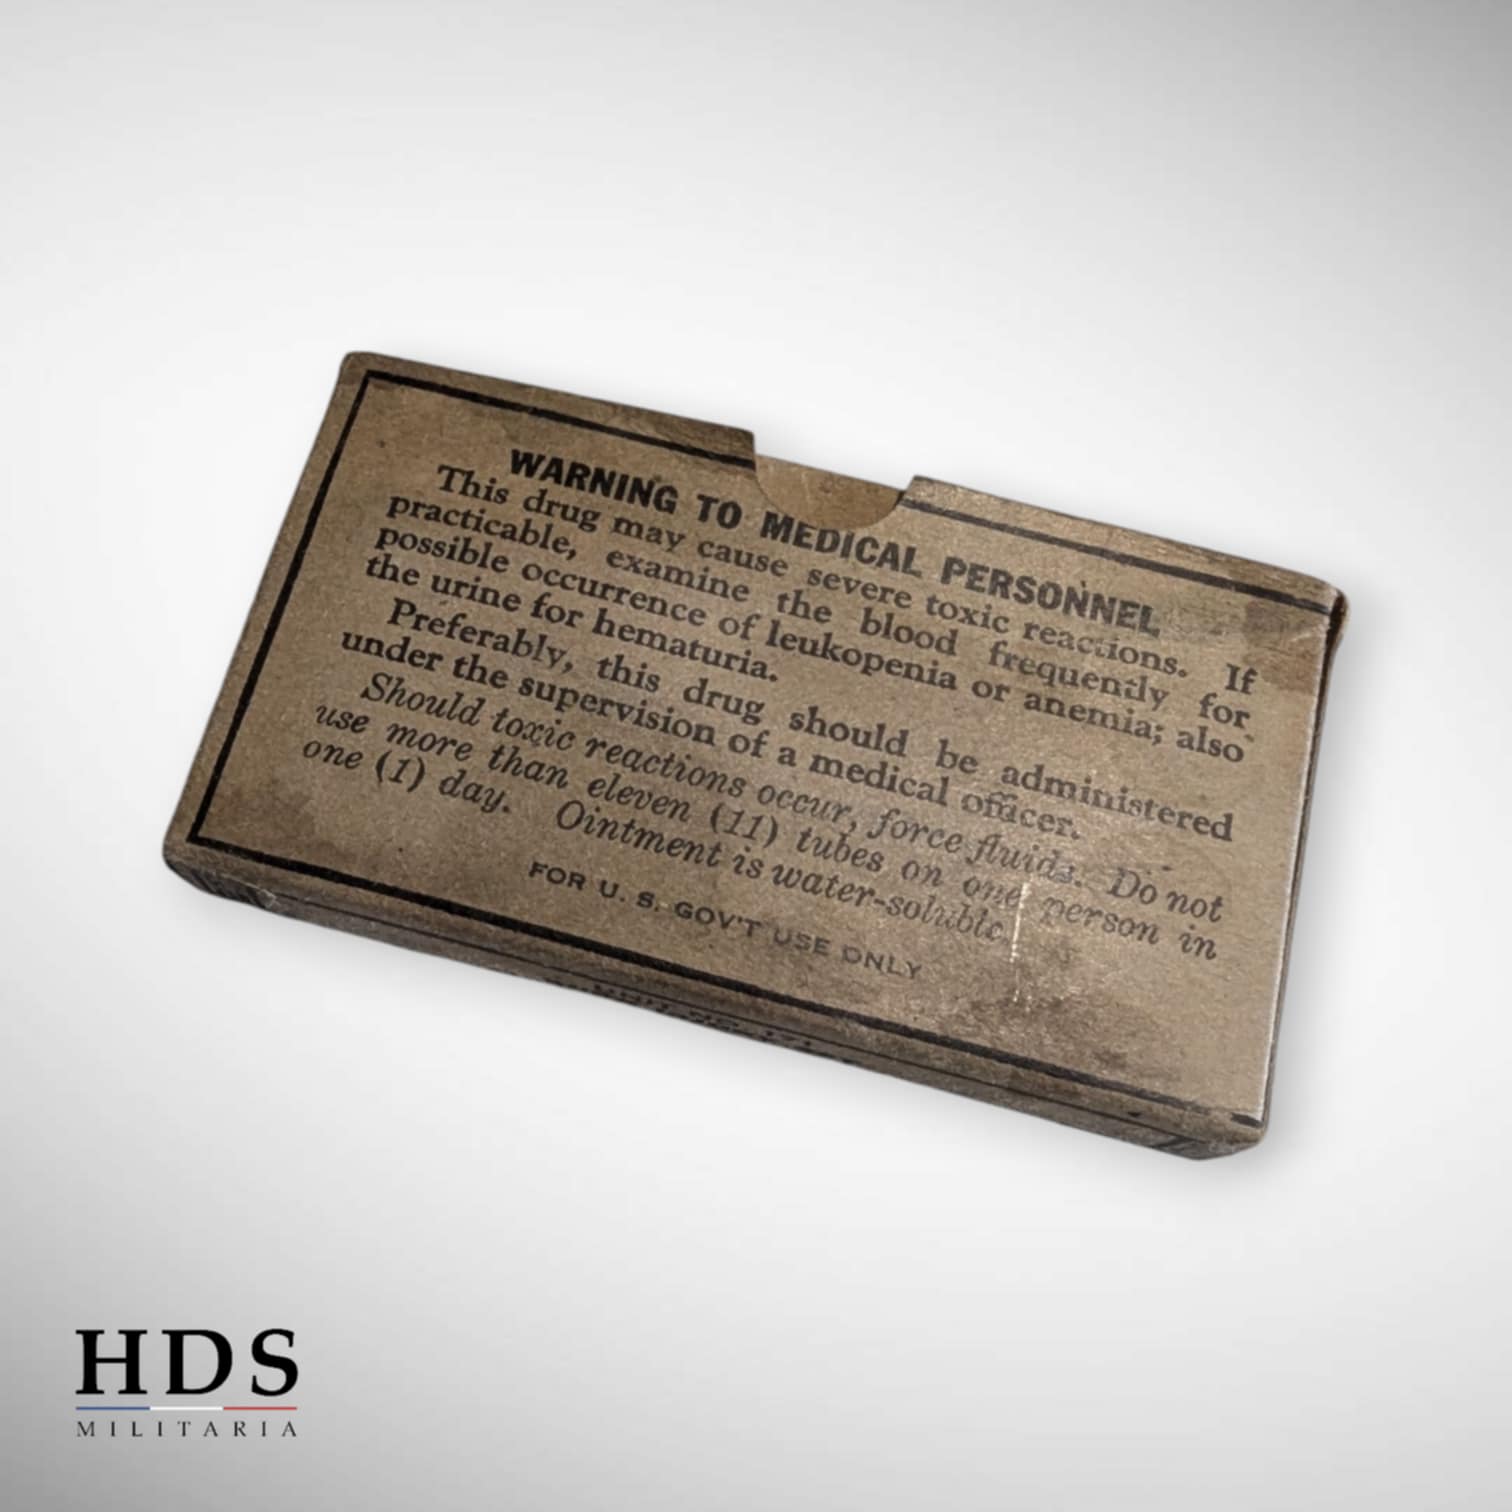 WARNING TO MEDICAL PERSONNEL
This drug may cause severe toxic reactions. If
practicable, examine the blood frequently for
possible occurrence of leukopenia or anemia; also
the urine for hematuria.
Preferably, this drug should be administered
under the supervision of a medical officer.
Should toxic reactions occur, force fluids. Do not
use more than eleven (11) tubes on one person in
one (1) day. Ointment is water-soluble.
FOR U. S. GOV'T USE ONLY
HDS
MILITARIA